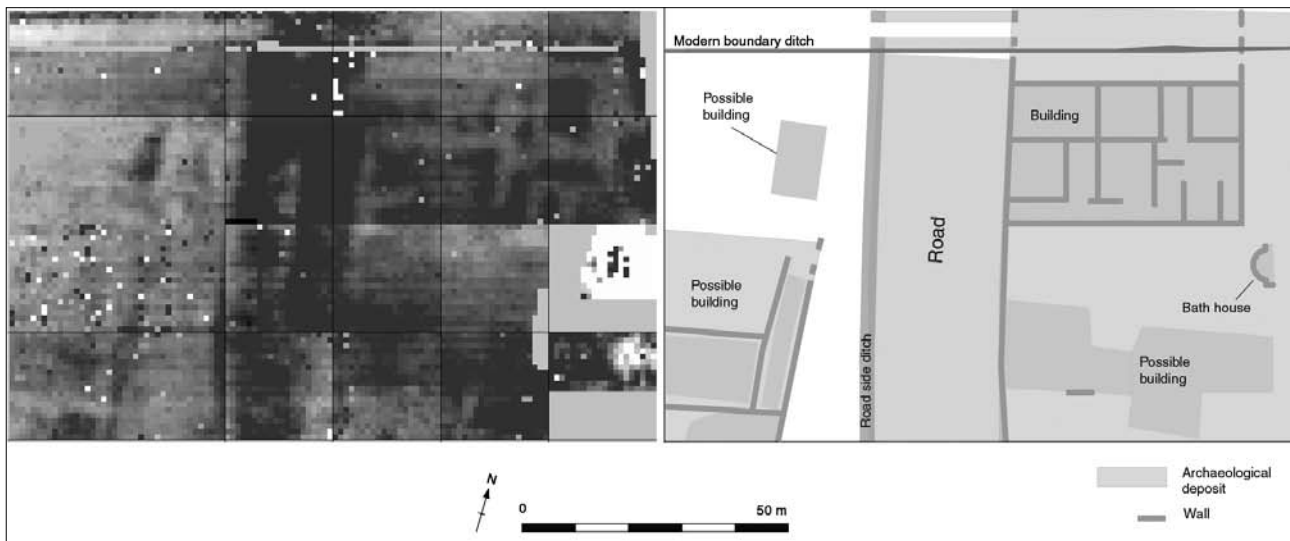 Modern boundary ditch
Possible
building
Building
Road
Possible
building
Bath house
Possible
building
Road side ditch
N
0
50 m
Archaeological
deposit
Wall